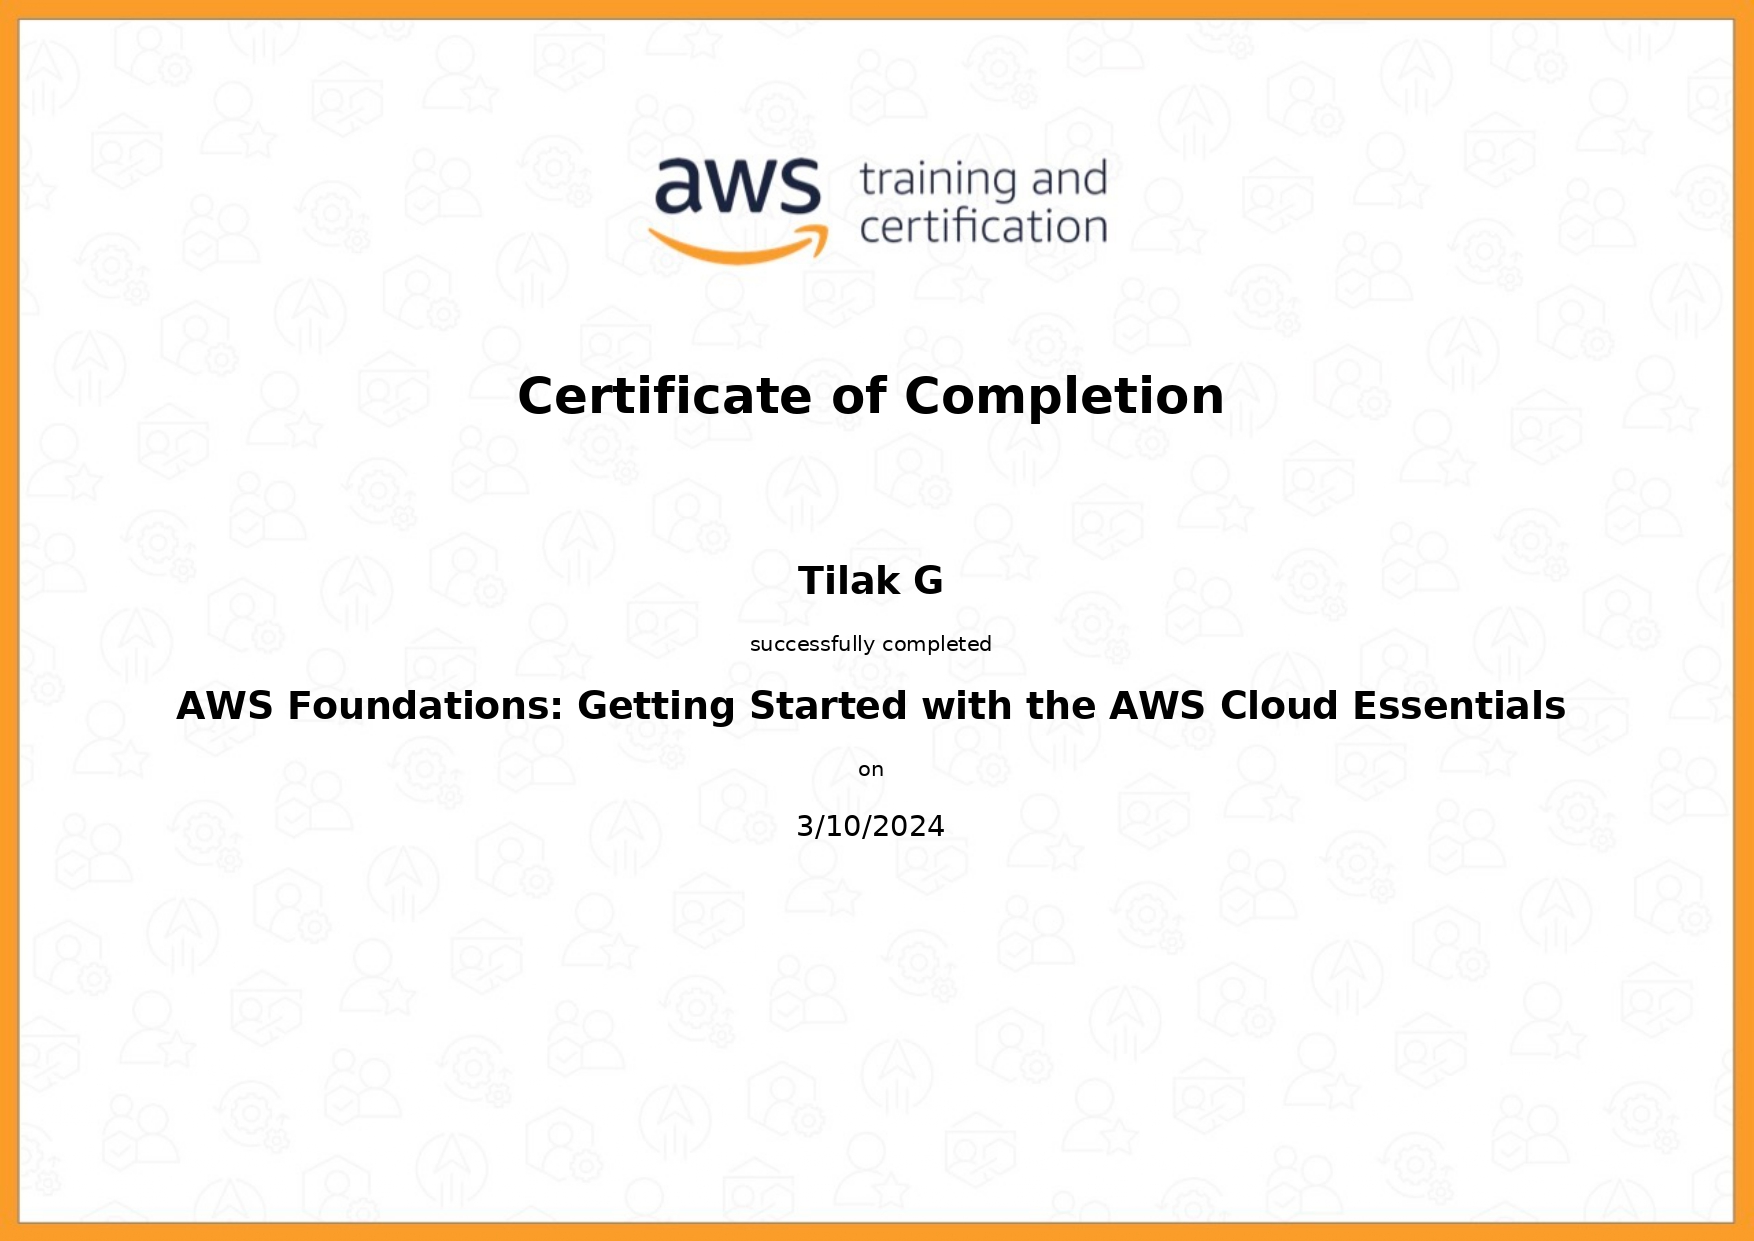 aws training and
certification
Certificate of Completion
Tilak G
successfully completed
AWS Foundations: Getting Started with the AWS Cloud Essentials
on
3/10/2024